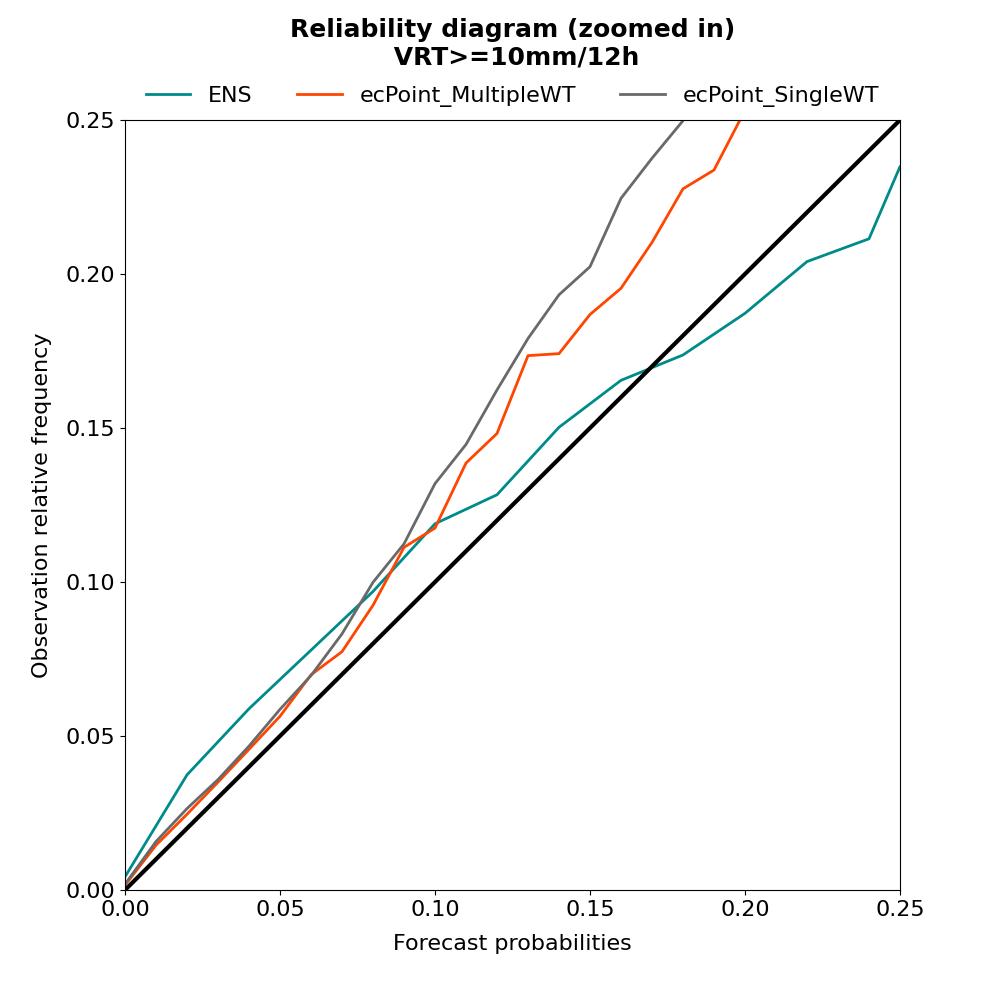 Reliability diagram (zoomed in)
VRT>=10mm/12h
ENS ecPoint_MultipleWT ecPoint_SingleWT
0.25
0.20
0.15
0.10
0.05
0.00
Observation relative frequency
0.00 0.05 0.10 0.15 0.20 0.25
Forecast probabilities